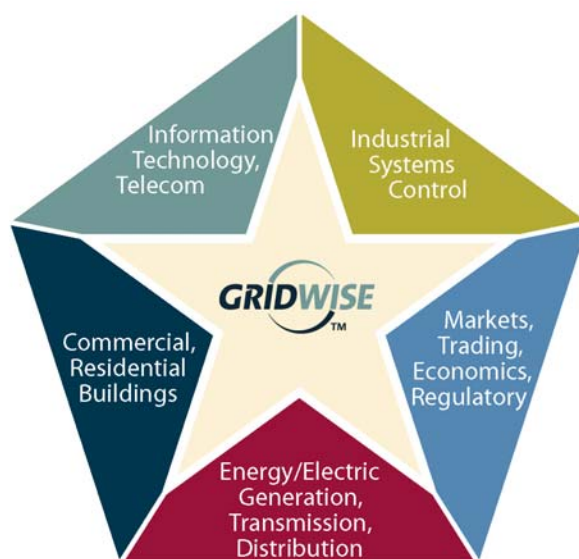 Information
Technology,
Telecom
Industrial
Systems
Control
GRIDWISE
TM
Commercial,
Residential
Buildings
Markets,
Trading,
Economics,
Regulatory
Energy/Electric
Generation,
Transmission,
Distribution